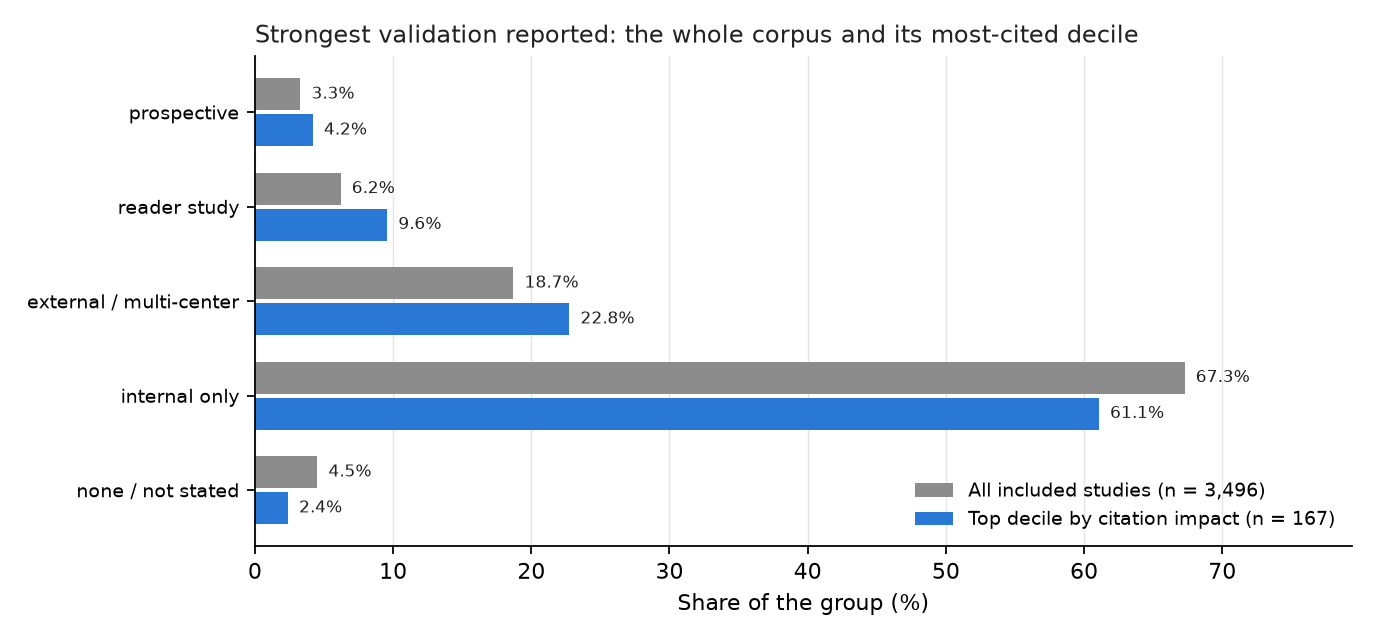 Strongest validation reported: the whole corpus and its most-cited decile
prospective
3.3%
4.2%
reader study
6.2%
9.6%
external / multi-center
18.7%
22.8%
internal only
67.3%
61.1%
none / not stated
4.5%
2.4%
All included studies (n = 3,496)
Top decile by citation impact (n = 167)
0 10 20 30 40 50 60 70
Share of the group (%)